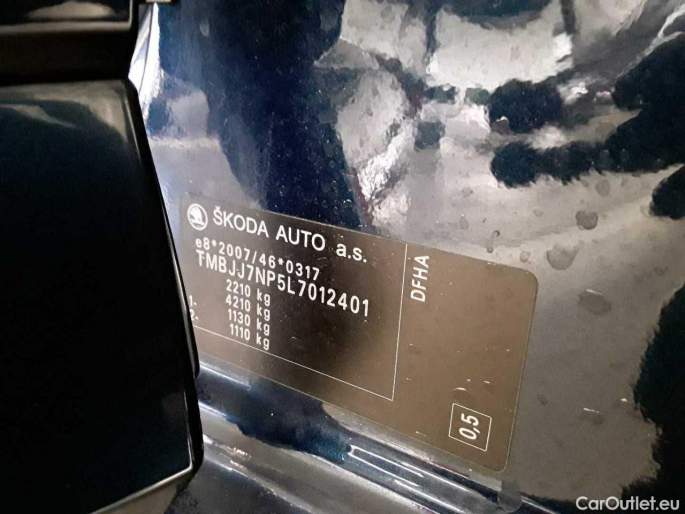 ŠKODA AUTO a.s.
e8*2007/46*0317
TMBJJ7NP5L7012401
2210 kg
4210 kg
1- 1130 kg
2- 1110 kg
DFHA
0,5
CarOutlet.eu